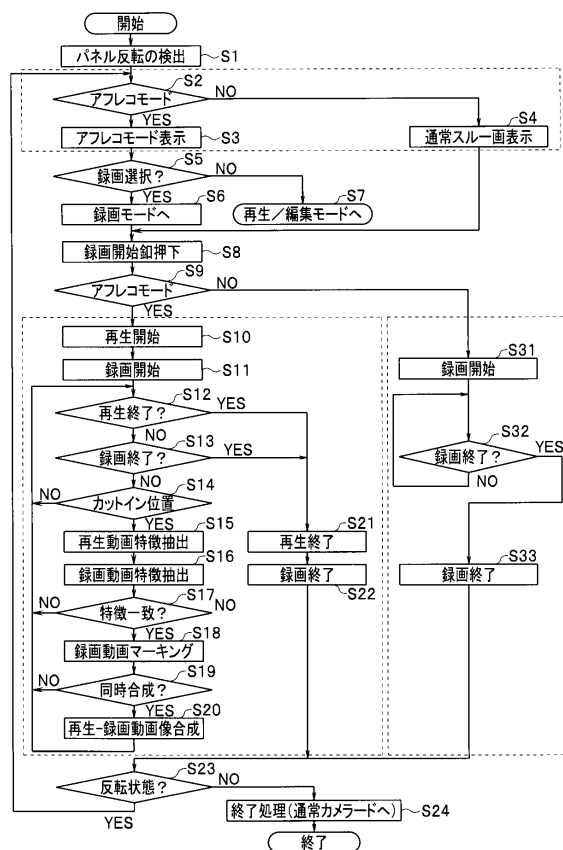 開始
パネル反転の検出 S1
S2
アフレコモード NO
YES
アフレコモード表示 S3
S4
通常スルー画表示
S5
録画選択? NO
YES
S6
録画モードへ
S7
再生/編集モードへ
録画開始釦押下 S8
S9
アフレコモード NO
YES
再生開始 S10
録画開始 S11
S31
録画開始
S12
再生終了? YES
NO
S13
録画終了? YES
NO
S32
録画終了? YES
NO
S14
NO カットイン位置
YES
S15
再生動画特徴抽出
S16
録画動画特徴抽出
S21
再生終了
録画終了
S22
S33
録画終了
S17
NO 特徴一致? NO
YES
S18
録画動画マーキング
S19
NO 同時合成?
YES
S20
再生-録画動画像合成
S23
反転状態? NO
YES
終了処理(通常カメラードへ) S24
終了